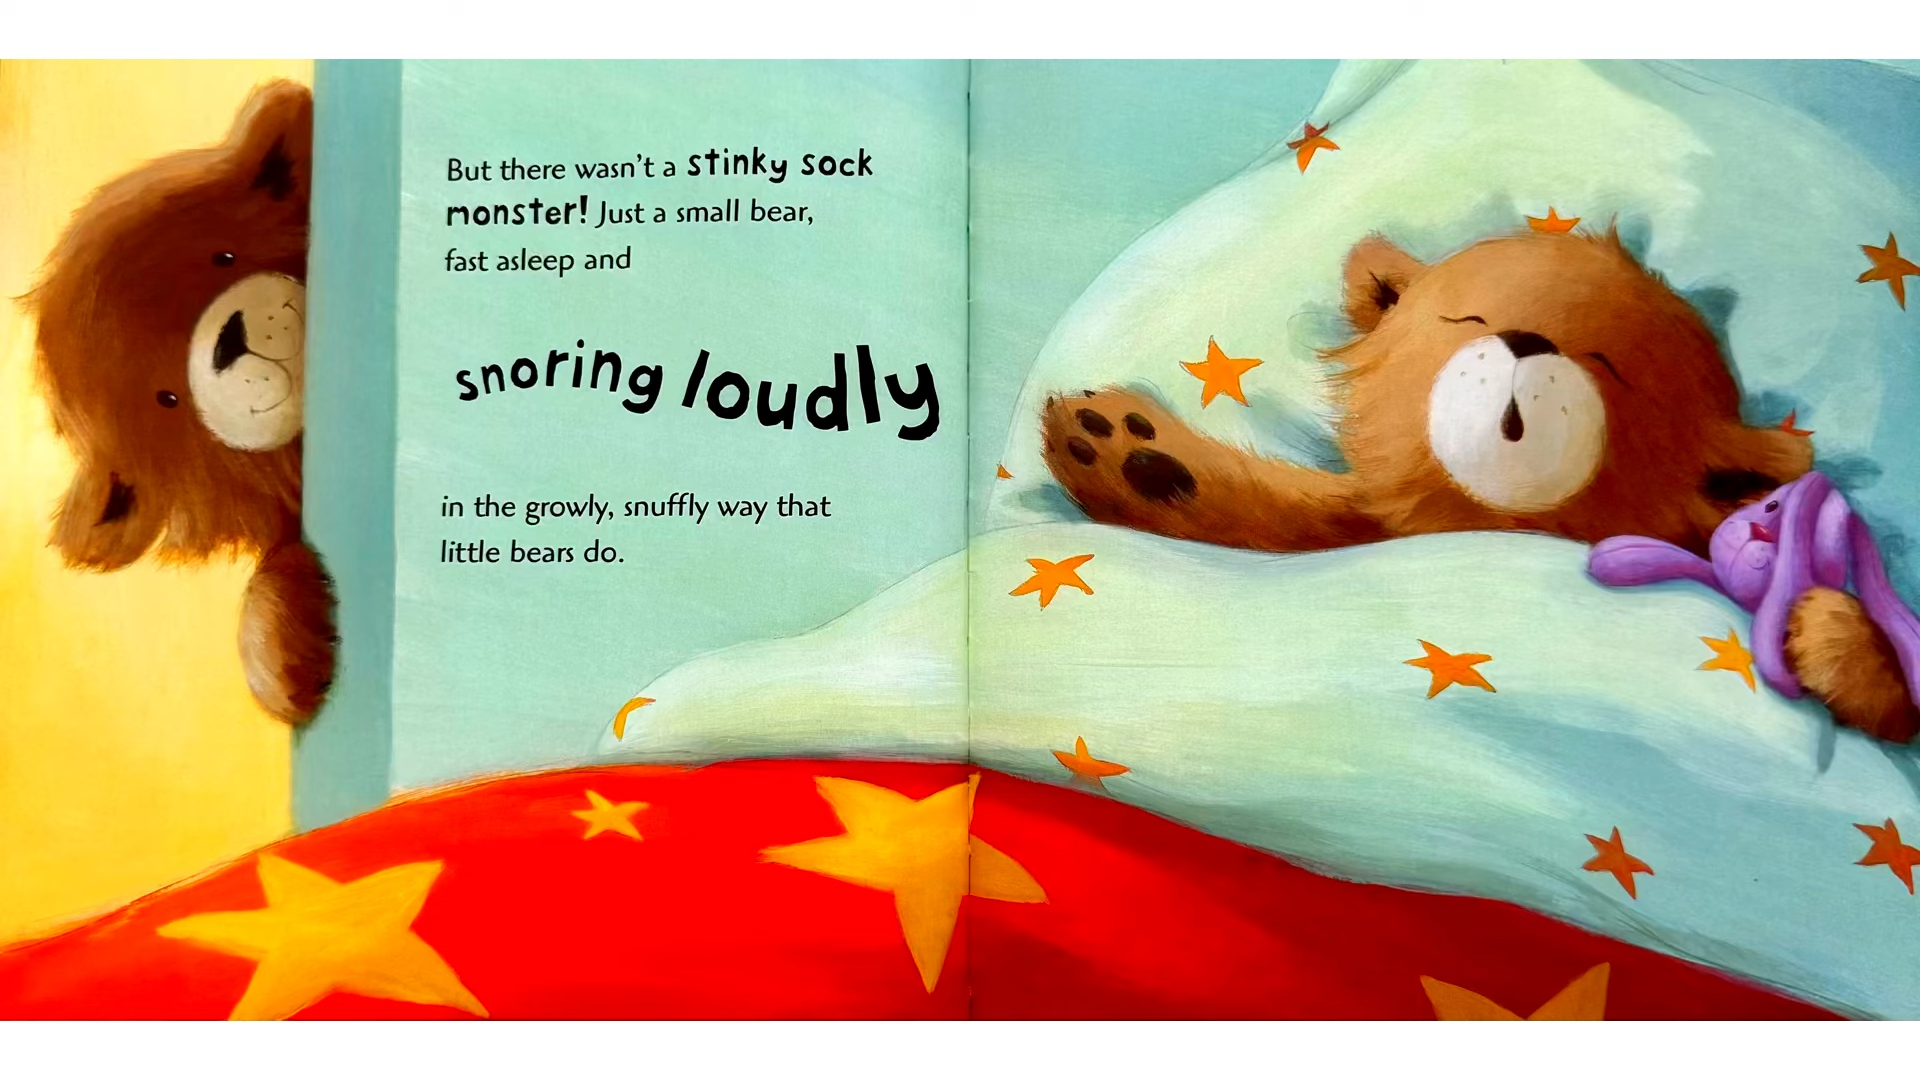 But there wasn't a stinky sock
monster! Just a small bear,
fast asleep and
snoring loudly
in the growly, snuffly way that
little bears do.